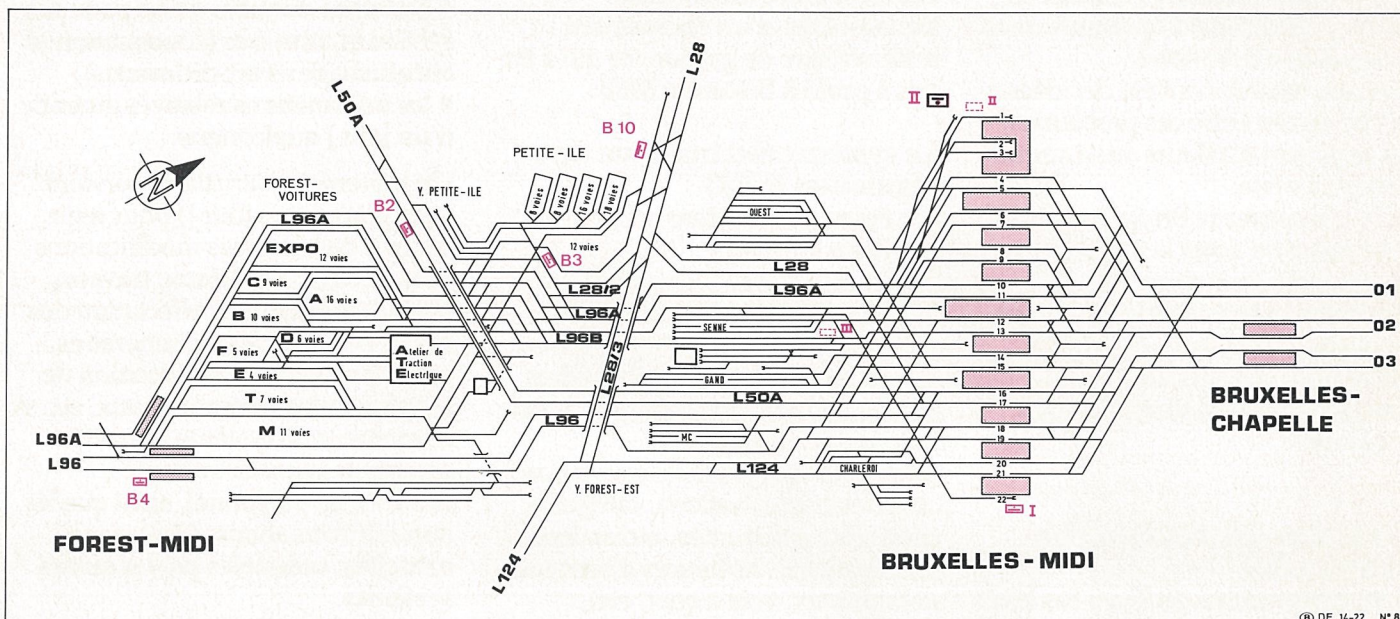 L50A
L28
II
II
B 10
PETITE-ILE
FOREST-
VOITURES
Y. PETITE-ILE
8 voies
8 voies
16 voies
18 voies
N
B2
L96A
OUEST
EXPO
12 voies
12 voies
B3
L28
C 9 voies
L28/2
L96A
A 16 voies
L96A
B 10 voies
SENNE
III
D 6 voies
L96B
F 5 voies
Atelier de
Traction
Electrique
L28/3
E 4 voies
GAND
T 7 voies
L50A
L96
M 11 voies
MC
L96A
L96
L124
CHARLEROI
B4
Y. FOREST-EST
L124
1
2
3
4
5
6
7
8
9
10
11
12
13
14
15
16
17
18
19
20
21
22
I
01
02
03
BRUXELLES-
CHAPELLE
FOREST-MIDI
BRUXELLES-MIDI